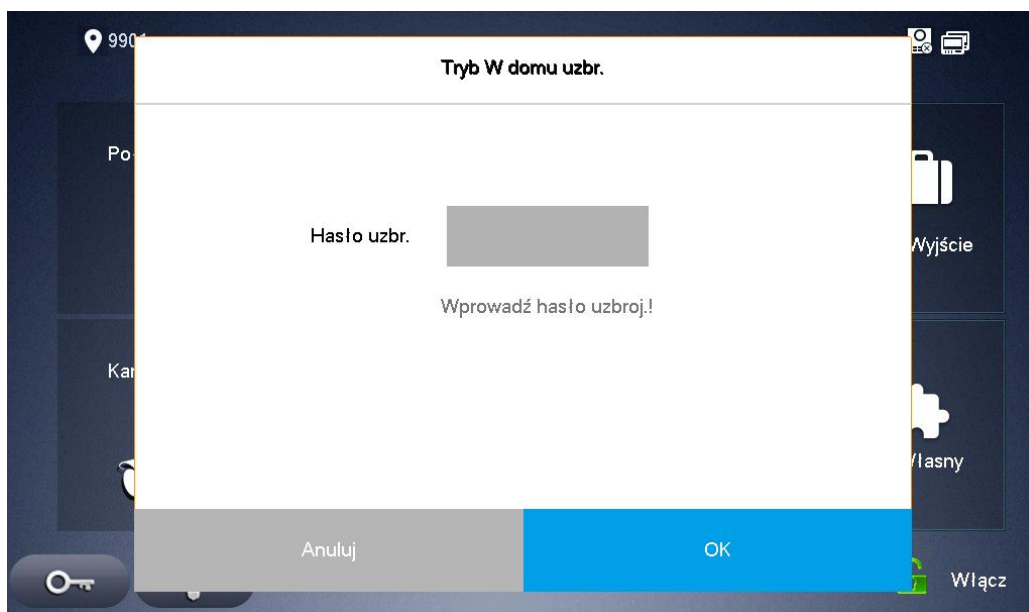 Tryb W domu uzbr.
Hasło uzbr.
Wprowadź hasło uzbroj.!
Wyjście
Anuluj
OK
Włącz